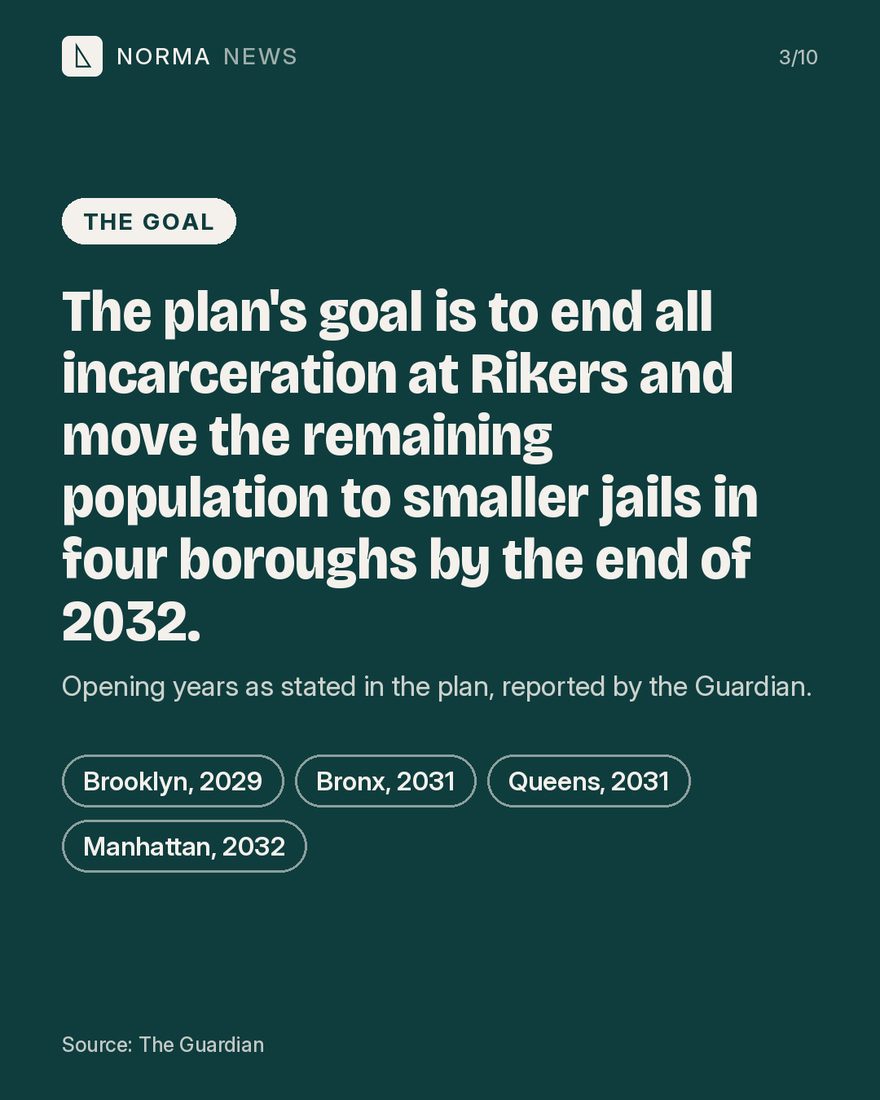 NORMA NEWS
3/10
THE GOAL
The plan's goal is to end all
incarceration at Rikers and
move the remaining
population to smaller jails in
four boroughs by the end of
2032.
Opening years as stated in the plan, reported by the Guardian.
Brooklyn, 2029
Bronx, 2031
Queens, 2031
Manhattan, 2032
Source: The Guardian